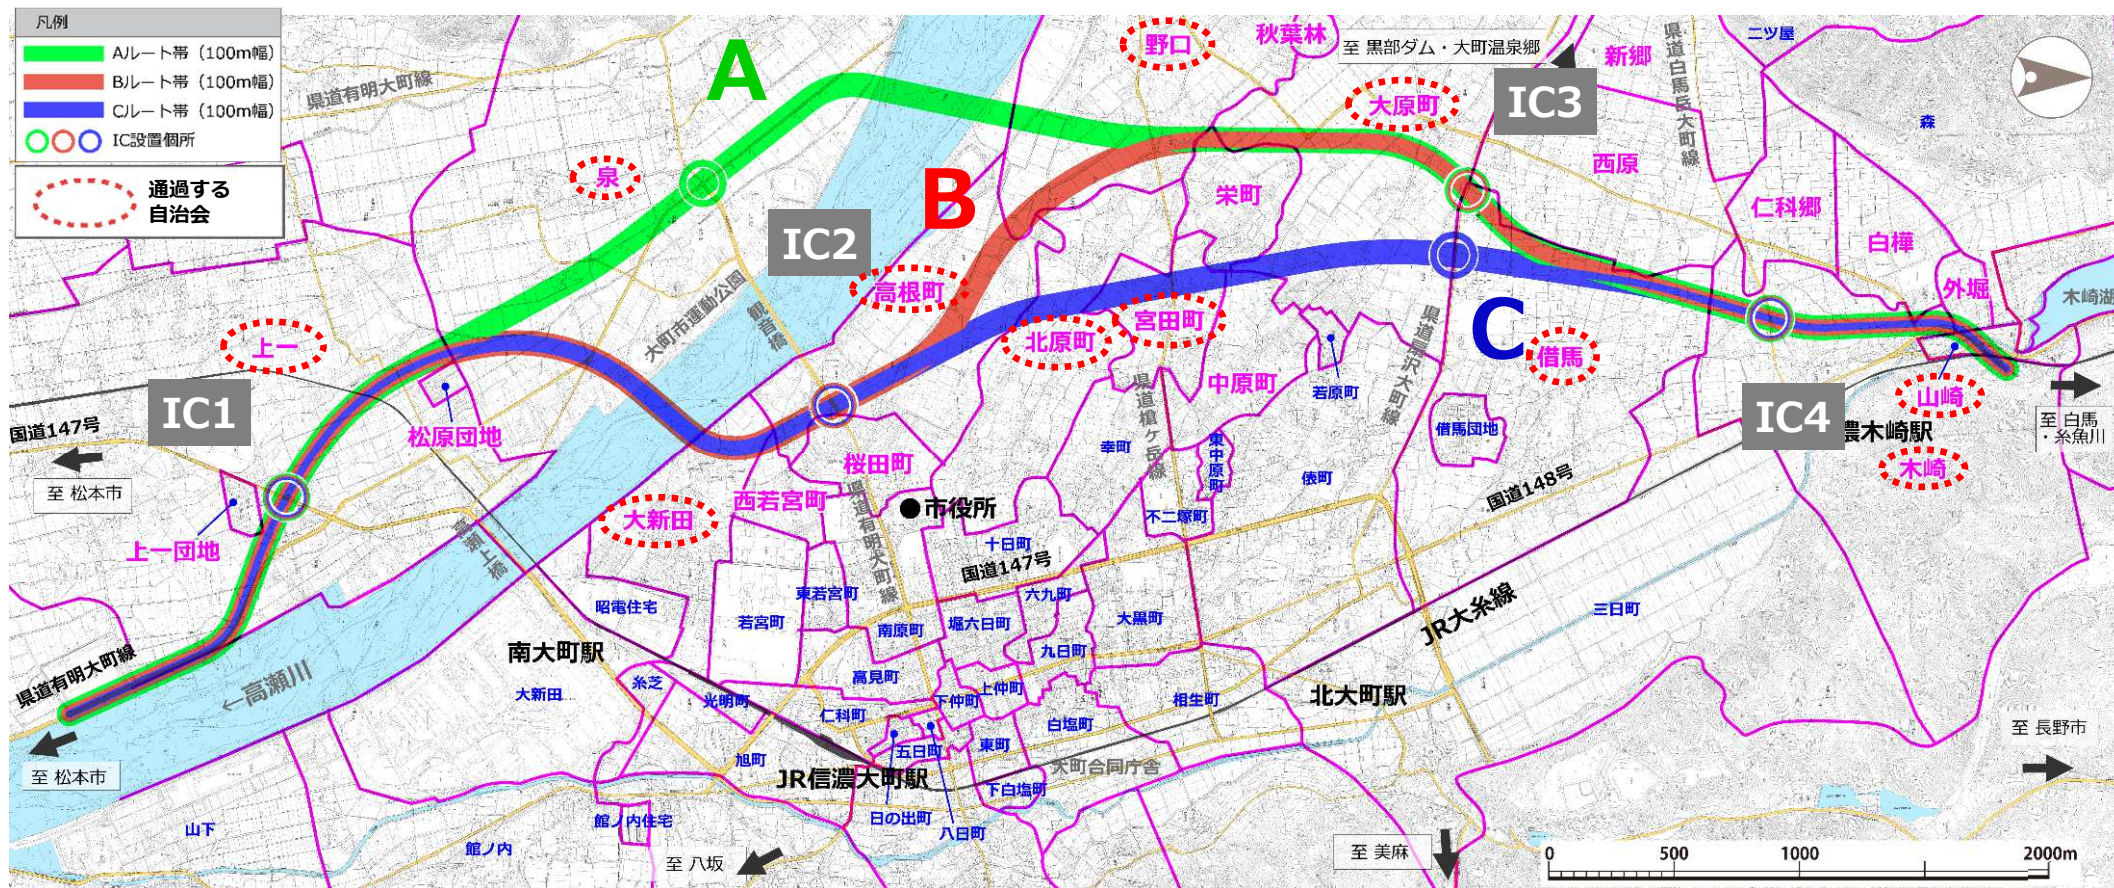 凡例
Aルート帯（100m幅）
Bルート帯（100m幅）
Cルート帯（100m幅）
IC設置個所
通過する
自治会
県道有明大町線
A
泉
野口
秋葉林
至 黒部ダム・大町温泉郷
新郷
県道白馬岳大町線
二ツ屋
森
大原町
IC3
西原
B
栄町
仁科郷
白樺
外堀
木崎湖
IC2
高根町
大町市運動公園
観音橋
上一
北原町
宮田町
C
借馬
県道扇沢大町線
中原町
若原町
IC1
国道147号
至 松本市
松原団地
県道槍ヶ岳線
幸町
東中原町
借馬団地
IC4
山崎
至 白馬
・糸魚川
濃木崎駅
木崎
桜田町
西若宮町
大新田
市役所
俵町
国道148号
不二塚町
上一団地
高瀬上橋
県道有明大町線
十日町
国道147号
昭電住宅
東若宮町
若宮町
南原町
堀六日町
六九町
大黒町
三日町
JR大糸線
南大町駅
九日町
県道有明大町線
←高瀬川
大新田
糸芝
光明町
高見町
仁科町
下仲町
上仲町
白塩町
相生町
北大町駅
至 松本市
旭町
五日町
東町
大町合同庁舎
至 長野市
JR信濃大町駅
下白塩町
山下
館ノ内住宅
日の出町
八日町
館ノ内
至 八坂
至 美麻
0 500 1000 2000m